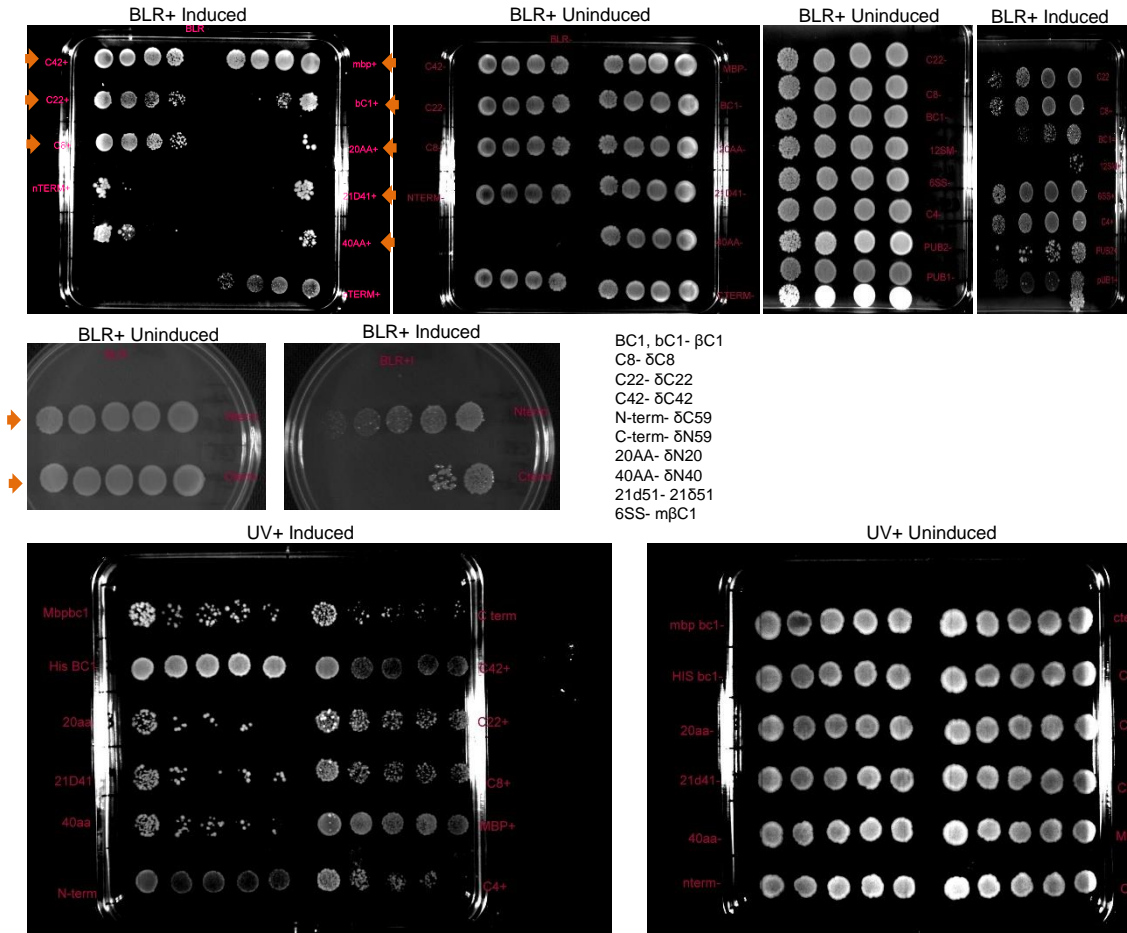 BLR+ Induced
BLR+ Uninduced
BLR+ Uninduced
BLR+ Induced
BLR
C42+
C22+
nTERM+
mbp+
bC1+
20AA+
21D41+
40AA+
BLR-
C42-
C22-
NTERM-
MBP-
BC1-
20AA-
21D41-
40AA-
C22-
C8-
BC1-
12SM-
6SS-
C4-
PUB2-
PUB1-
C22
C8-
BC1-
6SS+
C4+
PUB2+
pUB1+
BLR+ Uninduced
BLR+ Induced
BLR
BLR+I
Nterm
Cterm
BC1, bC1- βC1
C8- δC8
C22- δC22
C42- δC42
N-term- δC59
C-term- δN59
20AA- δN20
40AA- δN40
21d51- 21δ51
6SS- mβC1
UV+ Induced
UV+ Uninduced
Mbpbc1
His BC1
20aa
21D41
40aa
N-term
C term
C42+
C22+
C8+
MBP+
C4+
mbp bc1-
HIS bc1-
20aa-
21d41-
40aa-
nterm-